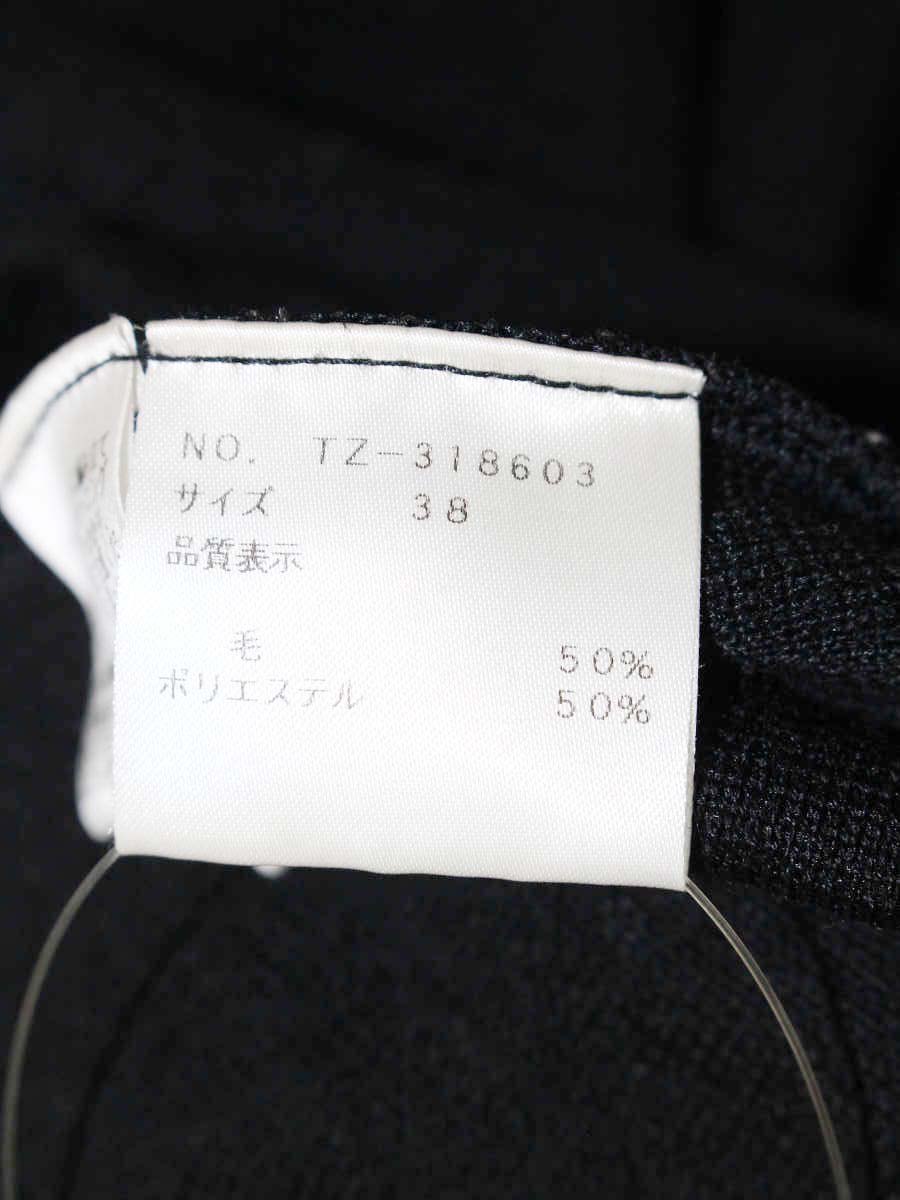 NO. TZ-318603
サイズ 38
品質表示
毛 50%
ポリエステル 50%